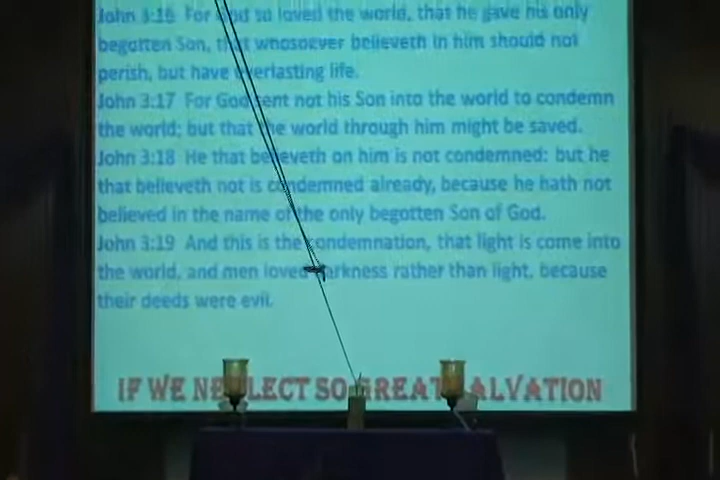 John 3:16 For God so loved the world, that he gave his only
begotten Son, that whosoever believeth in him should not
perish, but have everlasting life.
John 3:17 For God sent not his Son into the world to condemn
the world; but that the world through him might be saved.
John 3:18 He that believeth on him is not condemned: but he
that believeth not is condemned already, because he hath not
believed in the name of the only begotten Son of God.
John 3:19 And this is the condemnation, that light is come into
the world, and men loved darkness rather than light, because
their deeds were evil.
IF WE NEGLECT SO GREAT SALVATION